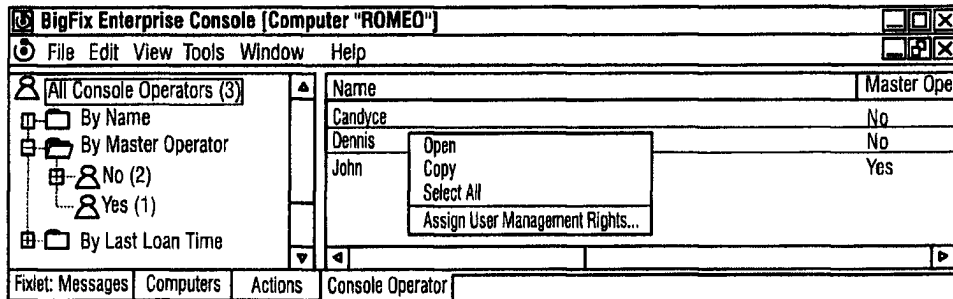 BigFix Enterprise Console [Computer "ROMEO"]
File Edit View Tools Window Help
All Console Operators (3)
By Name
By Master Operator
No (2)
Yes (1)
By Last Loan Time
Name Master Ope
Candyce No
Dennis No
John Yes
Open
Copy
Select All
Assign User Management Rights...
Fixlet: Messages Computers Actions Console Operator